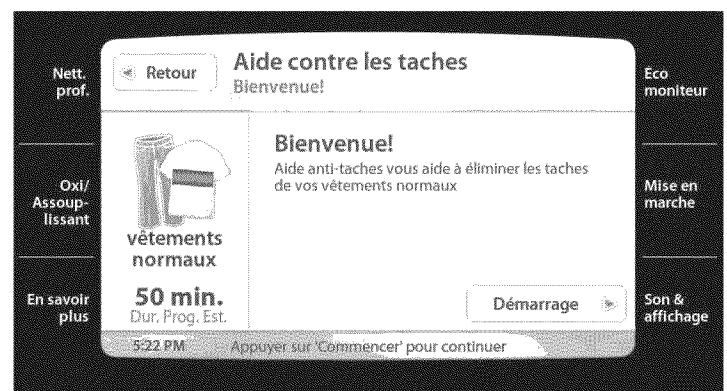 Nett.
prof.
Oxi/
Assoup-
lissant
En savoir
plus
Retour
Aide contre les taches
Bienvenue!
vêtements
normaux
50 min.
Dur. Prog. Est.
Bienvenue!
Aide anti-taches vous aide à éliminer les taches
de vos vêtements normaux
Démarrage
5:22 PM
Appuyer sur 'Commencer' pour continuer
Éco
moniteur
Mise en
marche
Son &
affichage